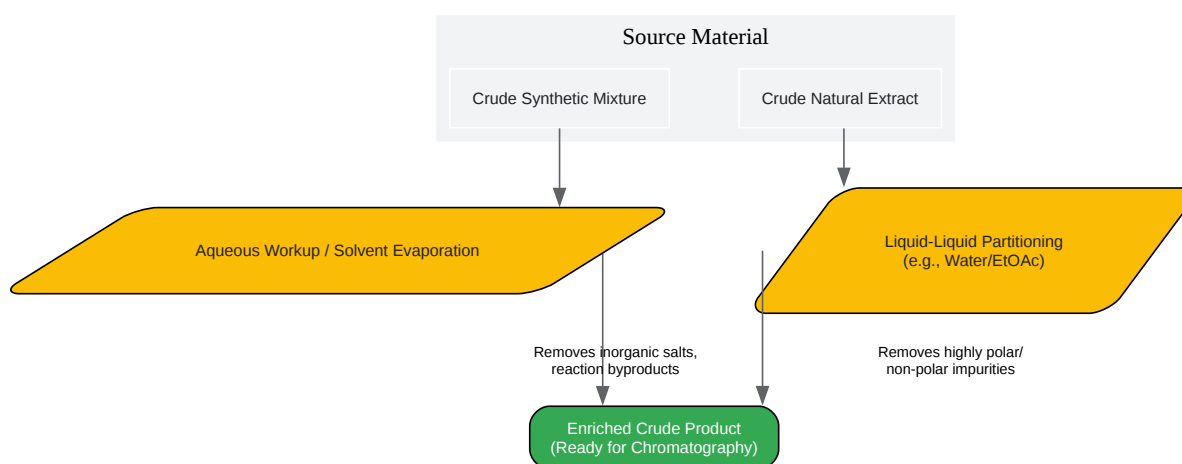 Source Material
Crude Synthetic Mixture
Crude Natural Extract
Aqueous Workup / Solvent Evaporation
Liquid-Liquid Partitioning
(e.g., Water/EtOAc)
Removes inorganic salts,
reaction byproducts
Removes highly polar/
non-polar impurities
Enriched Crude Product
(Ready for Chromatography)